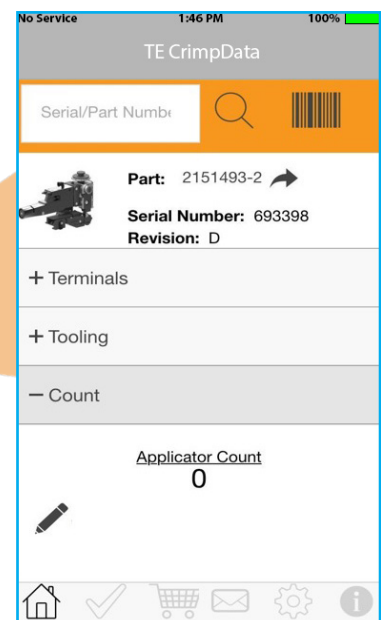 No Service 1:46 PM 100%
TE CrimpData
Serial/Part Numbe
Part: 2151493-2
Serial Number: 693398
Revision: D
+ Terminals
+ Tooling
− Count
Applicator Count
0